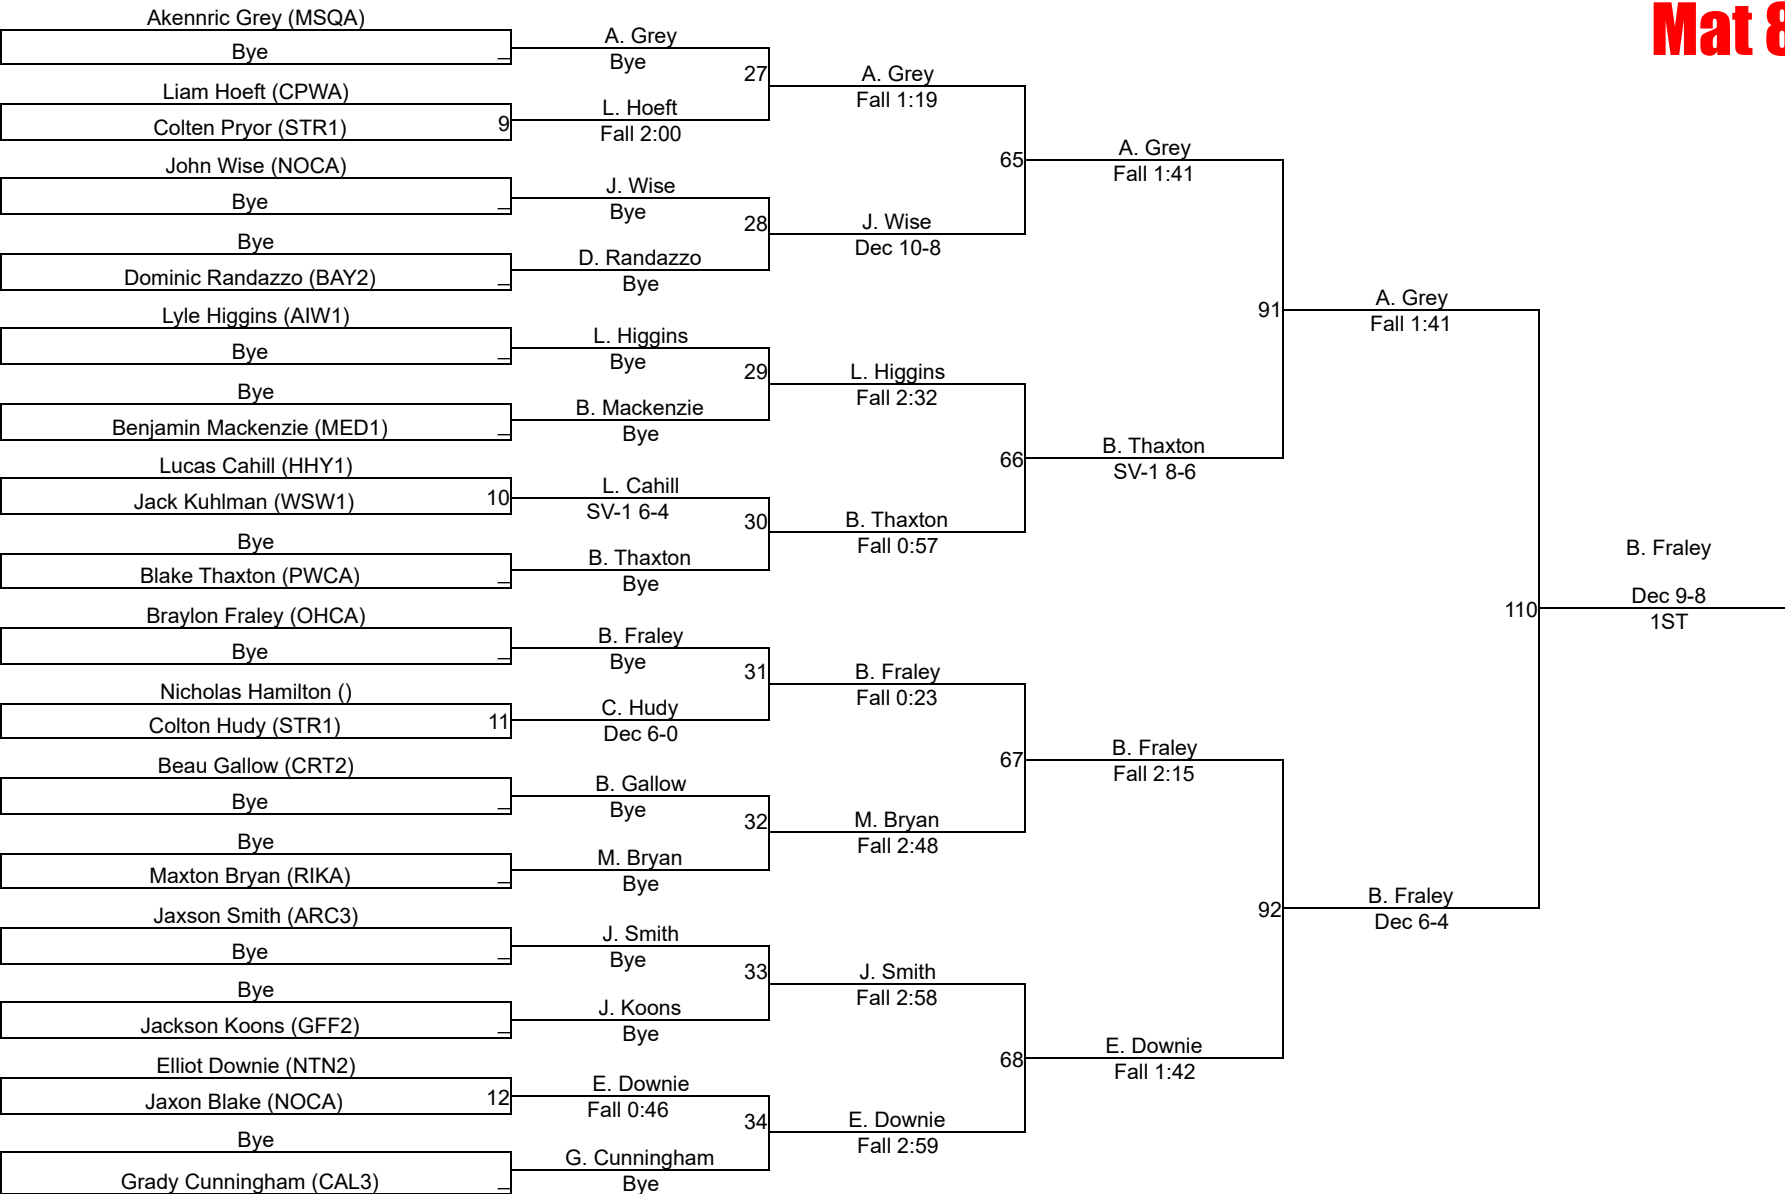 Mat 8
Akennric Grey (MSQA)
Bye
Liam Hoeft (CPWA)
Colten Pryor (STR1)
9
John Wise (NOCA)
Bye
Bye
Dominic Randazzo (BAY2)
Lyle Higgins (AIW1)
Bye
Bye
Benjamin Mackenzie (MED1)
Lucas Cahill (HHY1)
Jack Kuhlman (WSW1)
10
Bye
Blake Thaxton (PWCA)
Braylon Fraley (OHCA)
Bye
Nicholas Hamilton ()
Colton Hudy (STR1)
11
Beau Gallow (CRT2)
Bye
Bye
Maxton Bryan (RIKA)
Jaxson Smith (ARC3)
Bye
Bye
Jackson Koons (GFF2)
Elliot Downie (NTN2)
Jaxon Blake (NOCA)
12
Bye
Grady Cunningham (CAL3)
A. Grey
Bye
27
L. Hoeft
Fall 2:00
J. Wise
Bye
28
D. Randazzo
Bye
L. Higgins
Bye
29
B. Mackenzie
Bye
L. Cahill
SV-1 6-4
30
B. Thaxton
Bye
B. Fraley
Bye
31
C. Hudy
Dec 6-0
B. Gallow
Bye
32
M. Bryan
Bye
J. Smith
Bye
33
J. Koons
Bye
E. Downie
Fall 0:46
34
G. Cunningham
Bye
A. Grey
Fall 1:19
65
J. Wise
Dec 10-8
L. Higgins
Fall 2:32
66
B. Thaxton
Fall 0:57
B. Fraley
Fall 0:23
67
M. Bryan
Fall 2:48
J. Smith
Fall 2:58
68
E. Downie
Fall 2:59
A. Grey
Fall 1:41
91
B. Thaxton
SV-1 8-6
B. Fraley
Fall 2:15
92
E. Downie
Fall 1:42
A. Grey
Fall 1:41
110
B. Fraley
Dec 6-4
B. Fraley
Dec 9-8
1ST